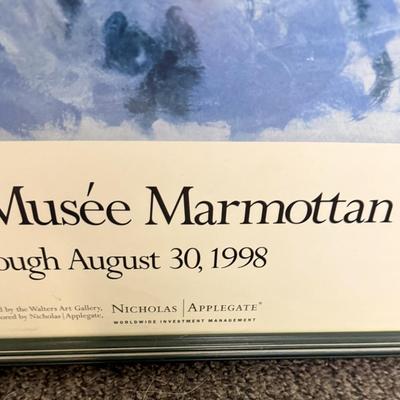 Musée Marmottan
ough August 30, 1998
d by the Walters Art Gallery,
ored by Nicholas|Applegate,
NICHOLAS|APPLEGATE®
WORLDWIDE INVESTMENT MANAGEMENT